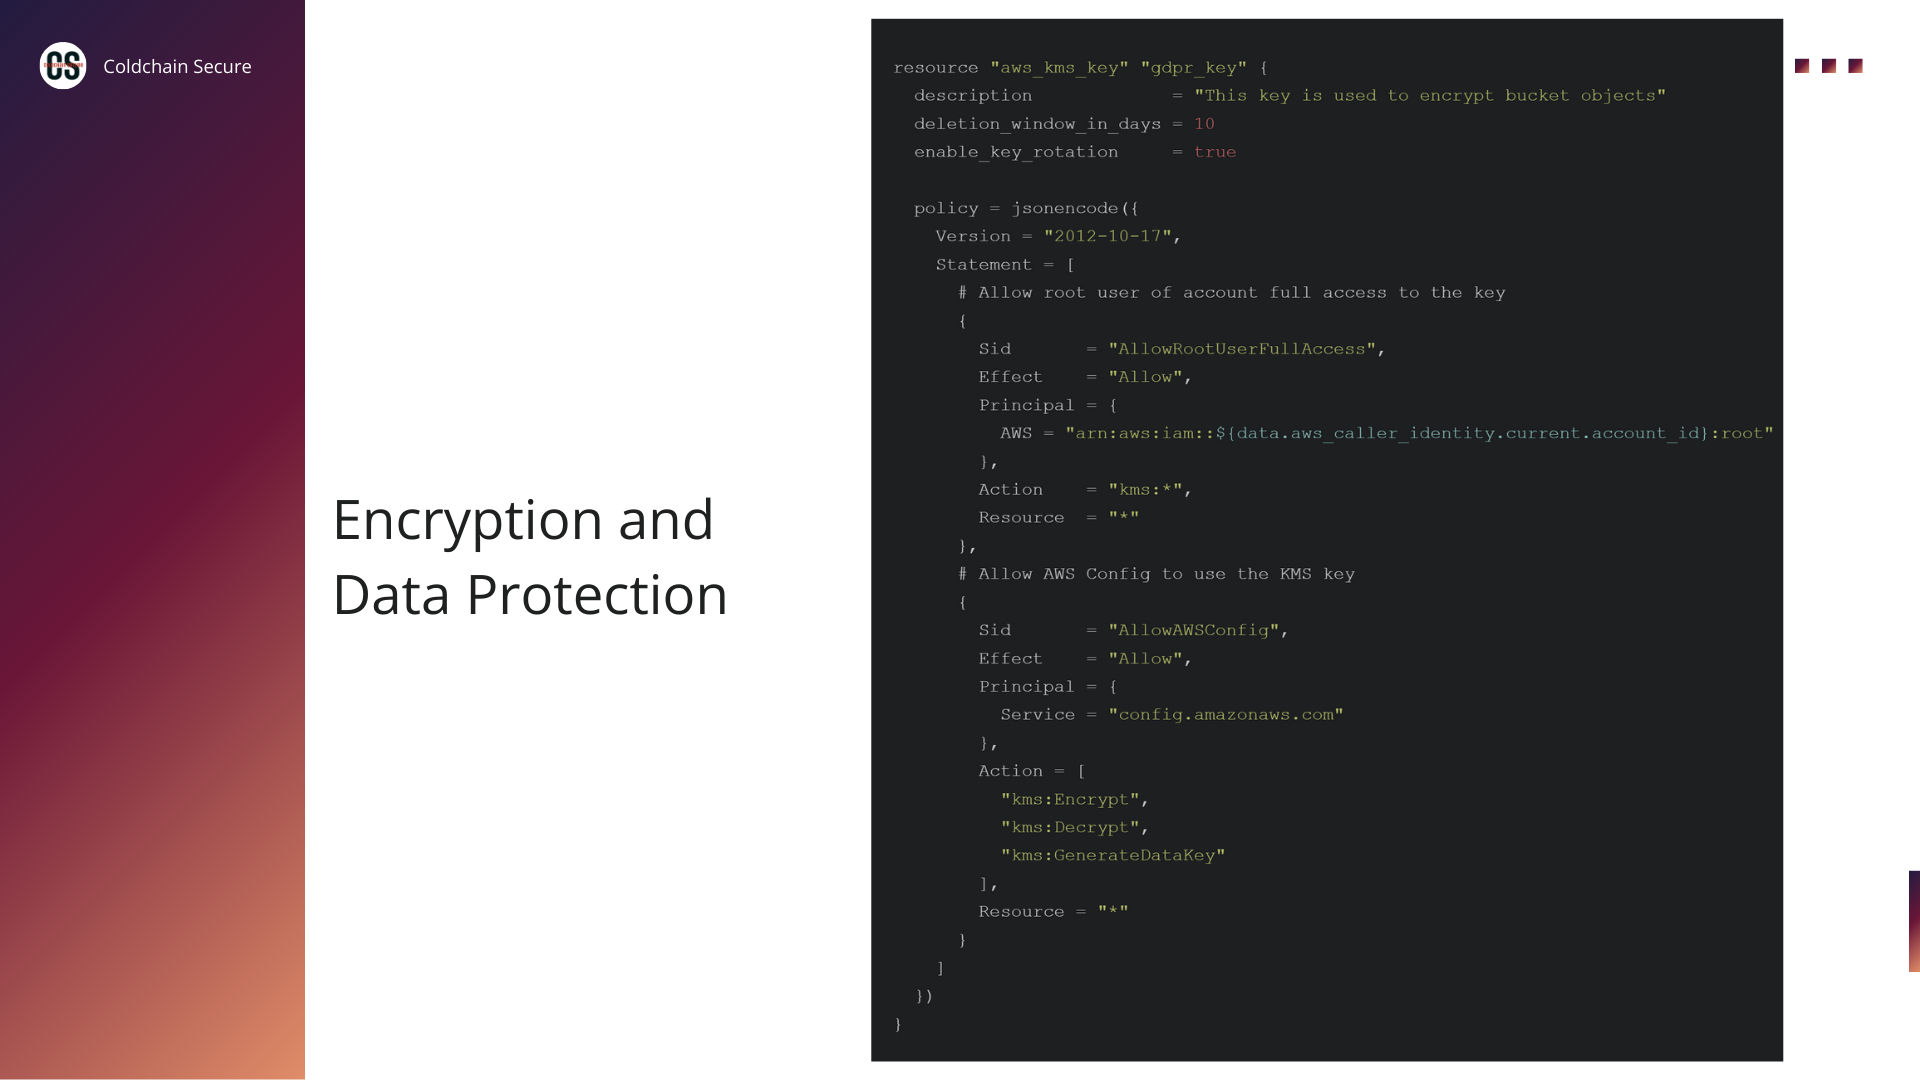 OS
Coldchain Secure
Encryption and
Data Protection
resource "aws_kms_key" "gdpr_key" {
  description             = "This key is used to encrypt bucket objects"
  deletion_window_in_days = 10
  enable_key_rotation     = true

  policy = jsonencode({
    Version = "2012-10-17",
    Statement = [
      # Allow root user of account full access to the key
      {
        Sid       = "AllowRootUserFullAccess",
        Effect    = "Allow",
        Principal = {
          AWS = "arn:aws:iam::${data.aws_caller_identity.current.account_id}:root"
        },
        Action    = "kms:*",
        Resource  = "*"
      },
      # Allow AWS Config to use the KMS key
      {
        Sid       = "AllowAWSConfig",
        Effect    = "Allow",
        Principal = {
          Service = "config.amazonaws.com"
        },
        Action = [
          "kms:Encrypt",
          "kms:Decrypt",
          "kms:GenerateDataKey"
        ],
        Resource = "*"
      }
    ]
  })
}